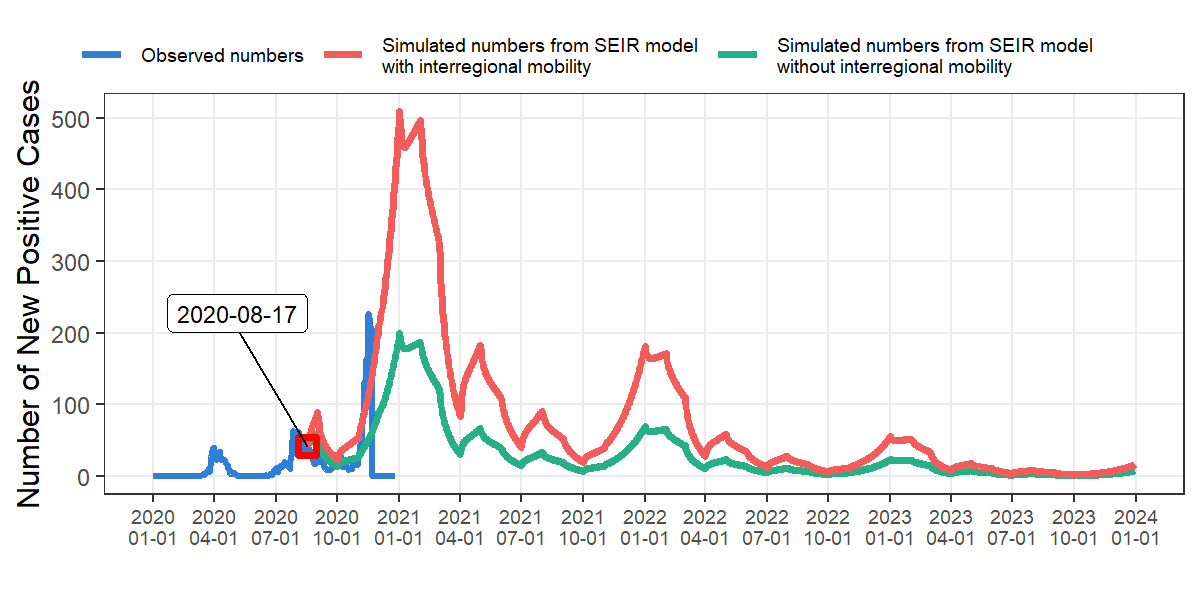 Observed numbers
Simulated numbers from SEIR model
with interregional mobility
Simulated numbers from SEIR model
without interregional mobility
Number of New Positive Cases
500
400
300
200
100
0
2020-08-17
2020 2020 2020 2020 2021 2021 2021 2021 2022 2022 2022 2022 2023 2023 2023 2023 2024
01-01 04-01 07-01 10-01 01-01 04-01 07-01 10-01 01-01 04-01 07-01 10-01 01-01 04-01 07-01 10-01 01-01